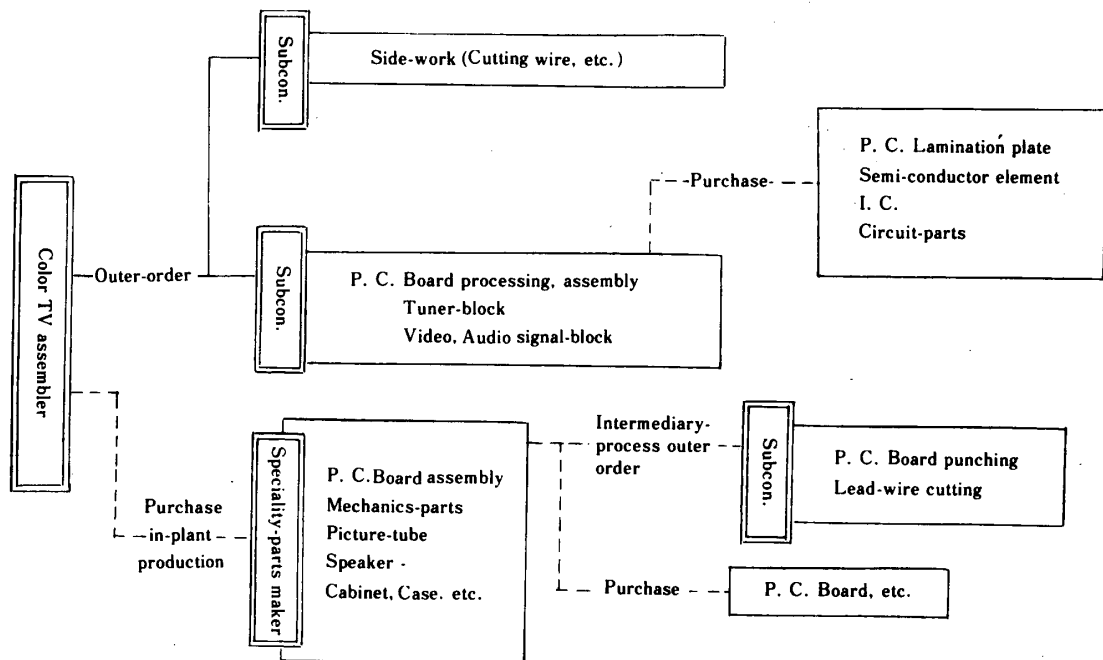 Subcon.
Side-work (Cutting wire, etc.)
P. C. Lamination plate
Semi-conductor element
I. C.
Circuit-parts
Purchase
Color TV assembler
Outer-order
Subcon.
P. C. Board processing, assembly
Tuner-block
Video, Audio signal-block
Purchase
in-plant
production
Speciality-parts maker
P. C. Board assembly
Mechanics-parts
Picture-tube
Speaker -
Cabinet, Case. etc.
Intermediary-
process outer
order
Subcon.
P. C. Board punching
Lead-wire cutting
Purchase
P. C. Board, etc.